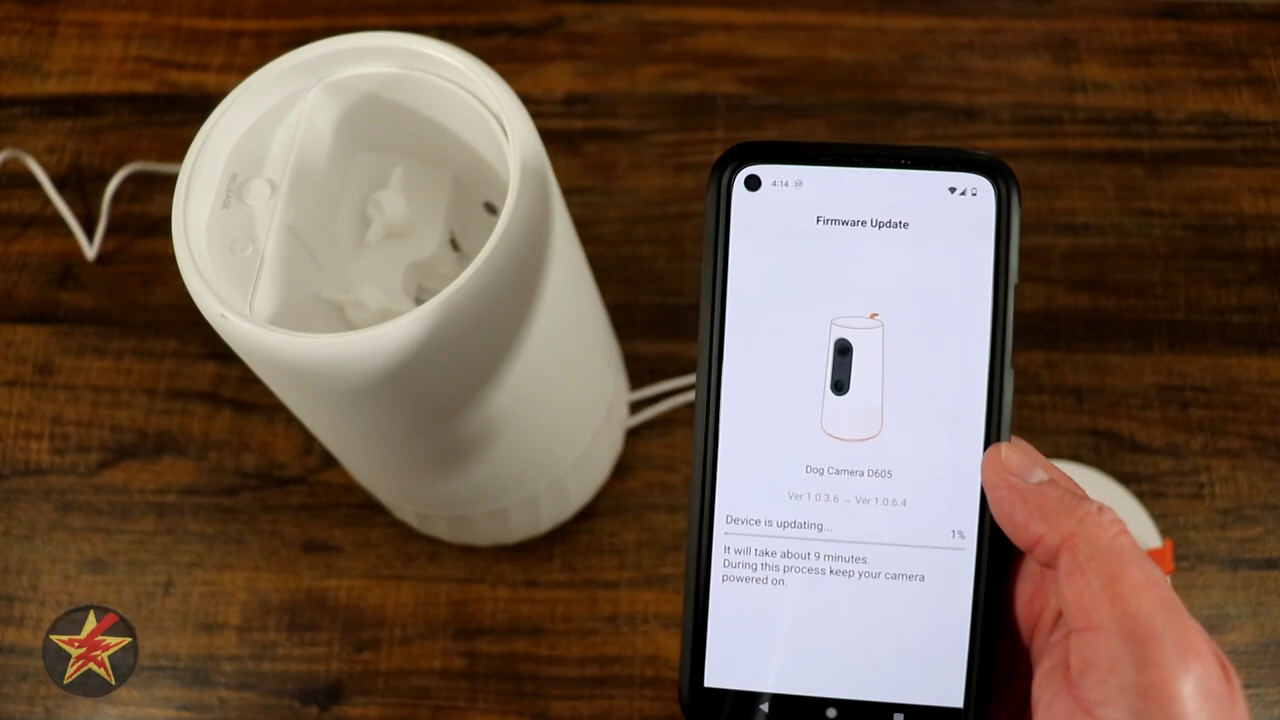 4:14
Firmware Update
Dog Camera D605
Ver 1.0.3.6 → Ver 1.0.6.4
Device is updating...
1%
It will take about 9 minutes.
During this process keep your camera
powered on.